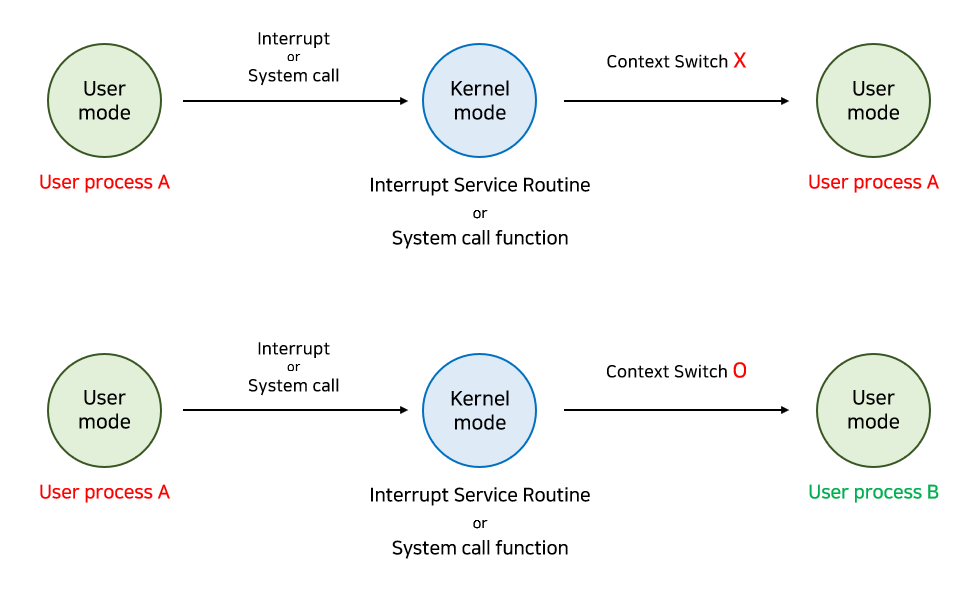 Interrupt
or
System call
Context Switch X
User
mode
Kernel
mode
User
mode
User process A
Interrupt Service Routine
or
System call function
User process A
Interrupt
or
System call
Context Switch O
User
mode
Kernel
mode
User
mode
User process A
Interrupt Service Routine
or
System call function
User process B